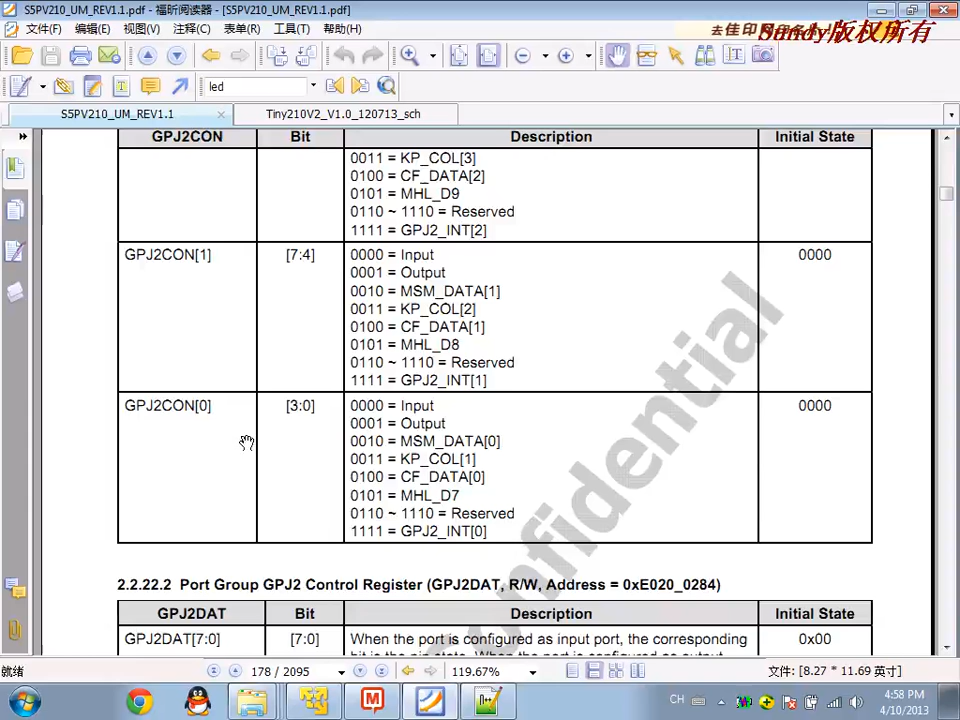 S5PV210_UM_REV1.1.pdf - 福昕阅读器 - [S5PV210_UM_REV1.1.pdf]
文件(F) 编辑(E) 视图(V) 注释(C) 表单(R) 工具(T) 帮助(H)
去佳印
版权所有
led
S5PV210_UM_REV1.1 Tiny210V2_V1.0_120713_sch
GPJ2CON Bit Description Initial State
0011 = KP_COL[3]
0100 = CF_DATA[2]
0101 = MHL_D9
0110 ~ 1110 = Reserved
1111 = GPJ2_INT[2]
GPJ2CON[1] [7:4] 0000 = Input 0000
0001 = Output
0010 = MSM_DATA[1]
0011 = KP_COL[2]
0100 = CF_DATA[1]
0101 = MHL_D8
0110 ~ 1110 = Reserved
1111 = GPJ2_INT[1]
GPJ2CON[0] [3:0] 0000 = Input 0000
0001 = Output
0010 = MSM_DATA[0]
0011 = KP_COL[1]
0100 = CF_DATA[0]
0101 = MHL_D7
0110 ~ 1110 = Reserved
1111 = GPJ2_INT[0]
2.2.22.2 Port Group GPJ2 Control Register (GPJ2DAT, R/W, Address = 0xE020_0284)
GPJ2DAT Bit Description Initial State
GPJ2DAT[7:0] [7:0] When the port is configured as input port, the corresponding 0x00
nfidential
就绪 178 / 2095 119.67% 文件: [8.27 * 11.69 英寸]
CH 4:58 PM
4/10/2013